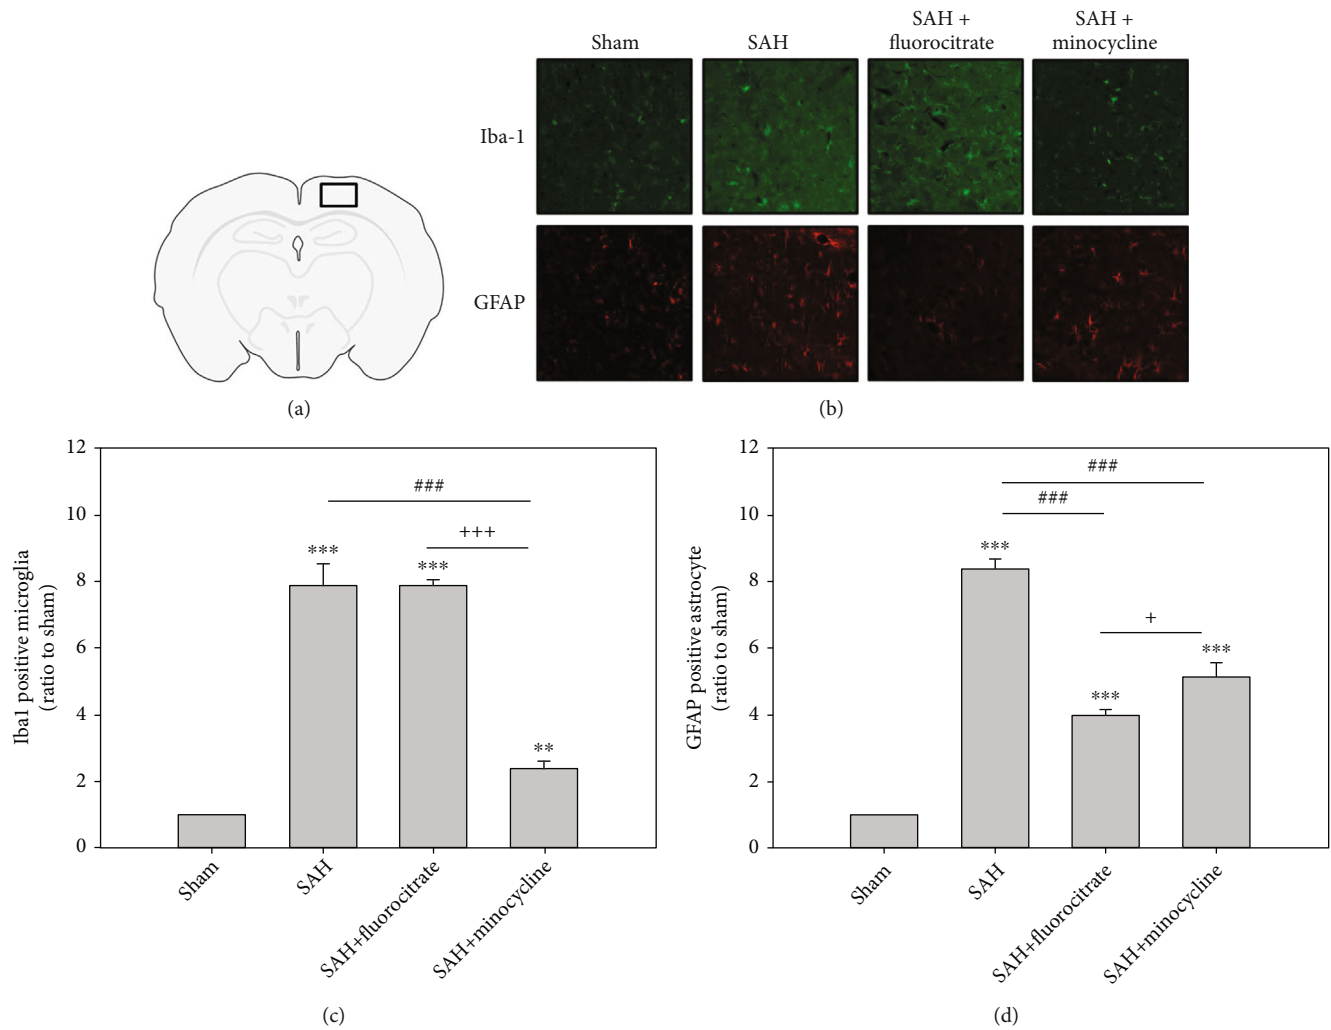 Sham
SAH
SAH +
fluorocitrate
SAH +
minocycline
Iba-1
GFAP
(a)
(b)
12
10
8
6
4
2
0
Iba1 positive microglia
(ratio to sham)
###
+++
***
***
**
Sham
SAH
SAH+fluorocitrate
SAH+minocycline
(c)
12
10
8
6
4
2
0
GFAP positive astrocyte
(ratio to sham)
###
###
***
+
***
***
Sham
SAH
SAH+fluorocitrate
SAH+minocycline
(d)